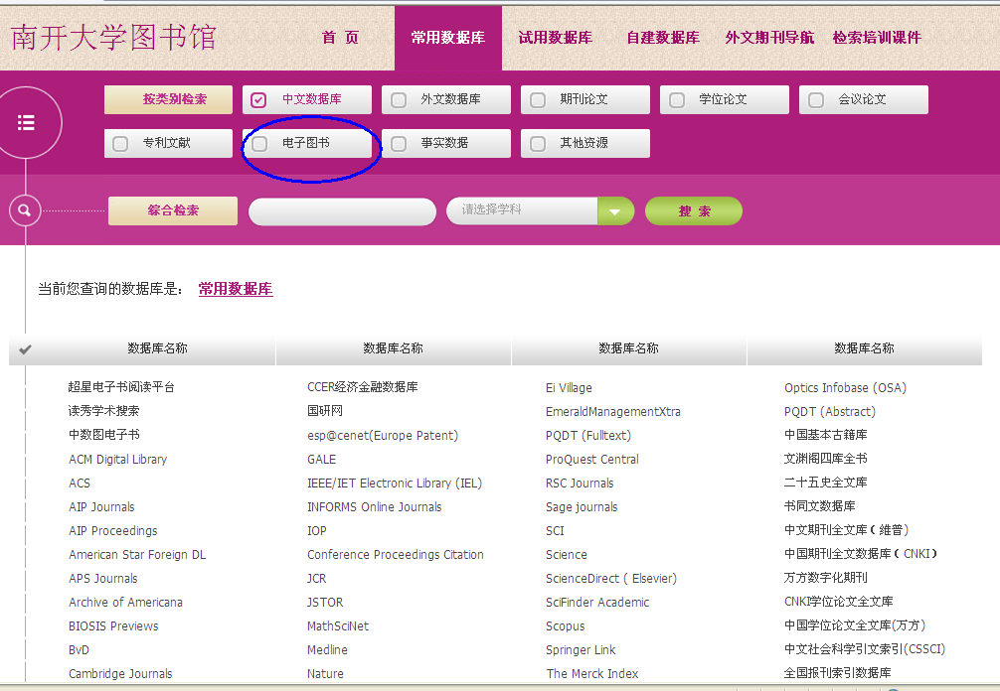 南开大学图书馆
首 页 常用数据库 试用数据库 自建数据库 外文期刊导航 检索培训课件
按类别检索 中文数据库 外文数据库 期刊论文 学位论文 会议论文
专利文献 电子图书 事实数据 其他资源
综合检索 请选择学科 搜 索
当前您查询的数据库是： 常用数据库
数据库名称 数据库名称 数据库名称 数据库名称
超星电子书阅读平台 CCER经济金融数据库 Ei Village Optics Infobase (OSA)
读秀学术搜索 国研网 EmeraldManagementXtra PQDT (Abstract)
中数图电子书 esp@cenet(Europe Patent) PQDT (Fulltext) 中国基本古籍库
ACM Digital Library GALE ProQuest Central 文渊阁四库全书
ACS IEEE/IET Electronic Library (IEL) RSC Journals 二十五史全文库
AIP Journals INFORMS Online Journals Sage journals 书同文数据库
AIP Proceedings IOP SCI 中文期刊全文库（维普）
American Star Foreign DL Conference Proceedings Citation Science 中国期刊全文数据库（CNKI）
APS Journals JCR ScienceDirect ( Elsevier) 万方数字化期刊
Archive of Americana JSTOR SciFinder Academic CNKI学位论文全文库
BIOSIS Previews MathSciNet Scopus 中国学位论文全文库(万方)
BvD Medline Springer Link 中文社会科学引文索引(CSSCI)
Cambridge Journals Nature The Merck Index 全国报刊索引数据库